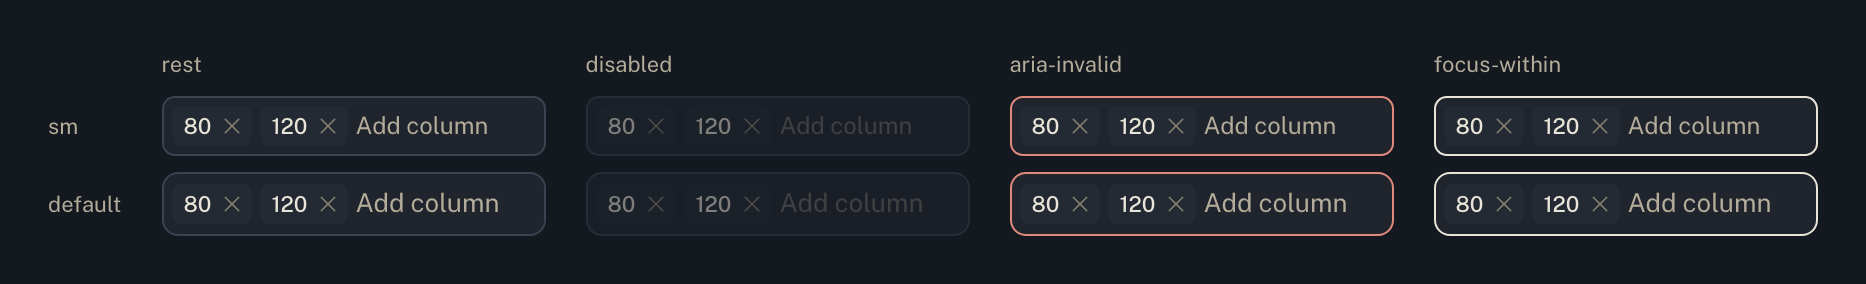 rest disabled aria-invalid focus-within
sm 80 × 120 × Add column 80 × 120 × Add column 80 × 120 × Add column 80 × 120 × Add column
default 80 × 120 × Add column 80 × 120 × Add column 80 × 120 × Add column 80 × 120 × Add column